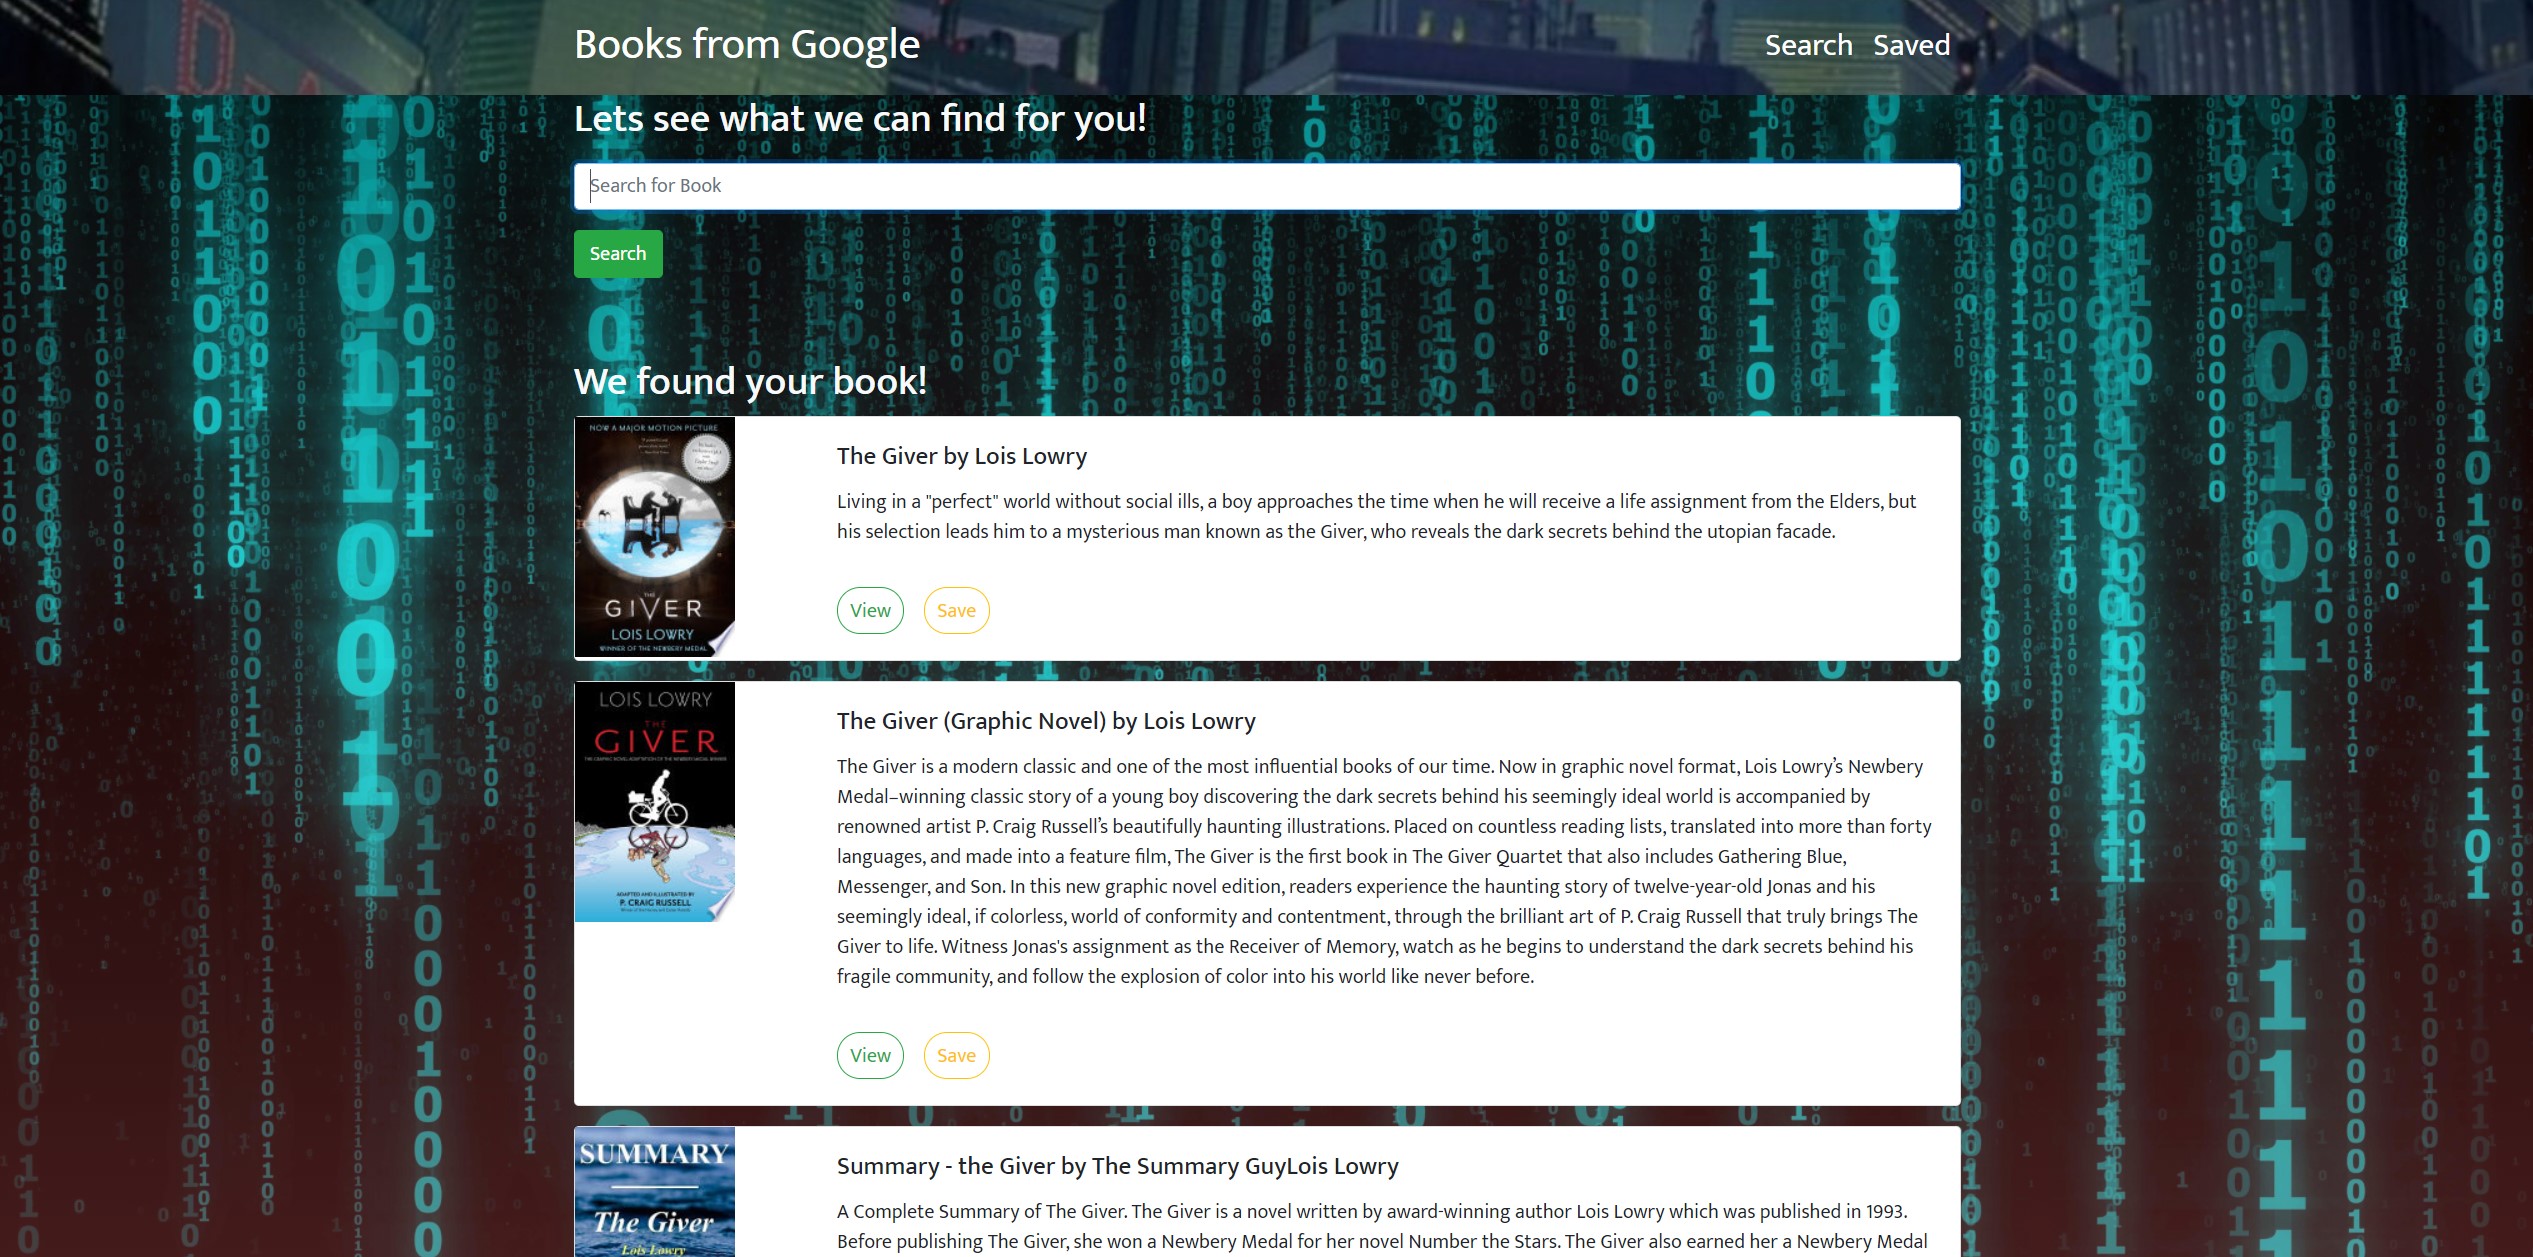 Books from Google
Search Saved
Lets see what we can find for you!
Search for Book
Search
We found your book!
NOW A MAJOR MOTION PICTURE
THE
GIVER
LOIS LOWRY
WINNER OF THE NEWBERY MEDAL
The Giver by Lois Lowry
Living in a "perfect" world without social ills, a boy approaches the time when he will receive a life assignment from the Elders, but
his selection leads him to a mysterious man known as the Giver, who reveals the dark secrets behind the utopian facade.
View Save
LOIS LOWRY
THE
GIVER
THE GRAPHIC NOVEL ADAPTATION OF THE NEWBERY MEDAL WINNER
ADAPTED AND ILLUSTRATED BY
P. CRAIG RUSSELL
The Giver (Graphic Novel) by Lois Lowry
The Giver is a modern classic and one of the most influential books of our time. Now in graphic novel format, Lois Lowry’s Newbery
Medal–winning classic story of a young boy discovering the dark secrets behind his seemingly ideal world is accompanied by
renowned artist P. Craig Russell’s beautifully haunting illustrations. Placed on countless reading lists, translated into more than forty
languages, and made into a feature film, The Giver is the first book in The Giver Quartet that also includes Gathering Blue,
Messenger, and Son. In this new graphic novel edition, readers experience the haunting story of twelve-year-old Jonas and his
seemingly ideal, if colorless, world of conformity and contentment, through the brilliant art of P. Craig Russell that truly brings The
Giver to life. Witness Jonas's assignment as the Receiver of Memory, watch as he begins to understand the dark secrets behind his
fragile community, and follow the explosion of color into his world like never before.
View Save
SUMMARY
The Giver
Lois Lowry
Summary - the Giver by The Summary GuyLois Lowry
A Complete Summary of The Giver. The Giver is a novel written by award-winning author Lois Lowry which was published in 1993.
Before publishing The Giver, she won a Newbery Medal for her novel Number the Stars. The Giver also earned her a Newbery Medal